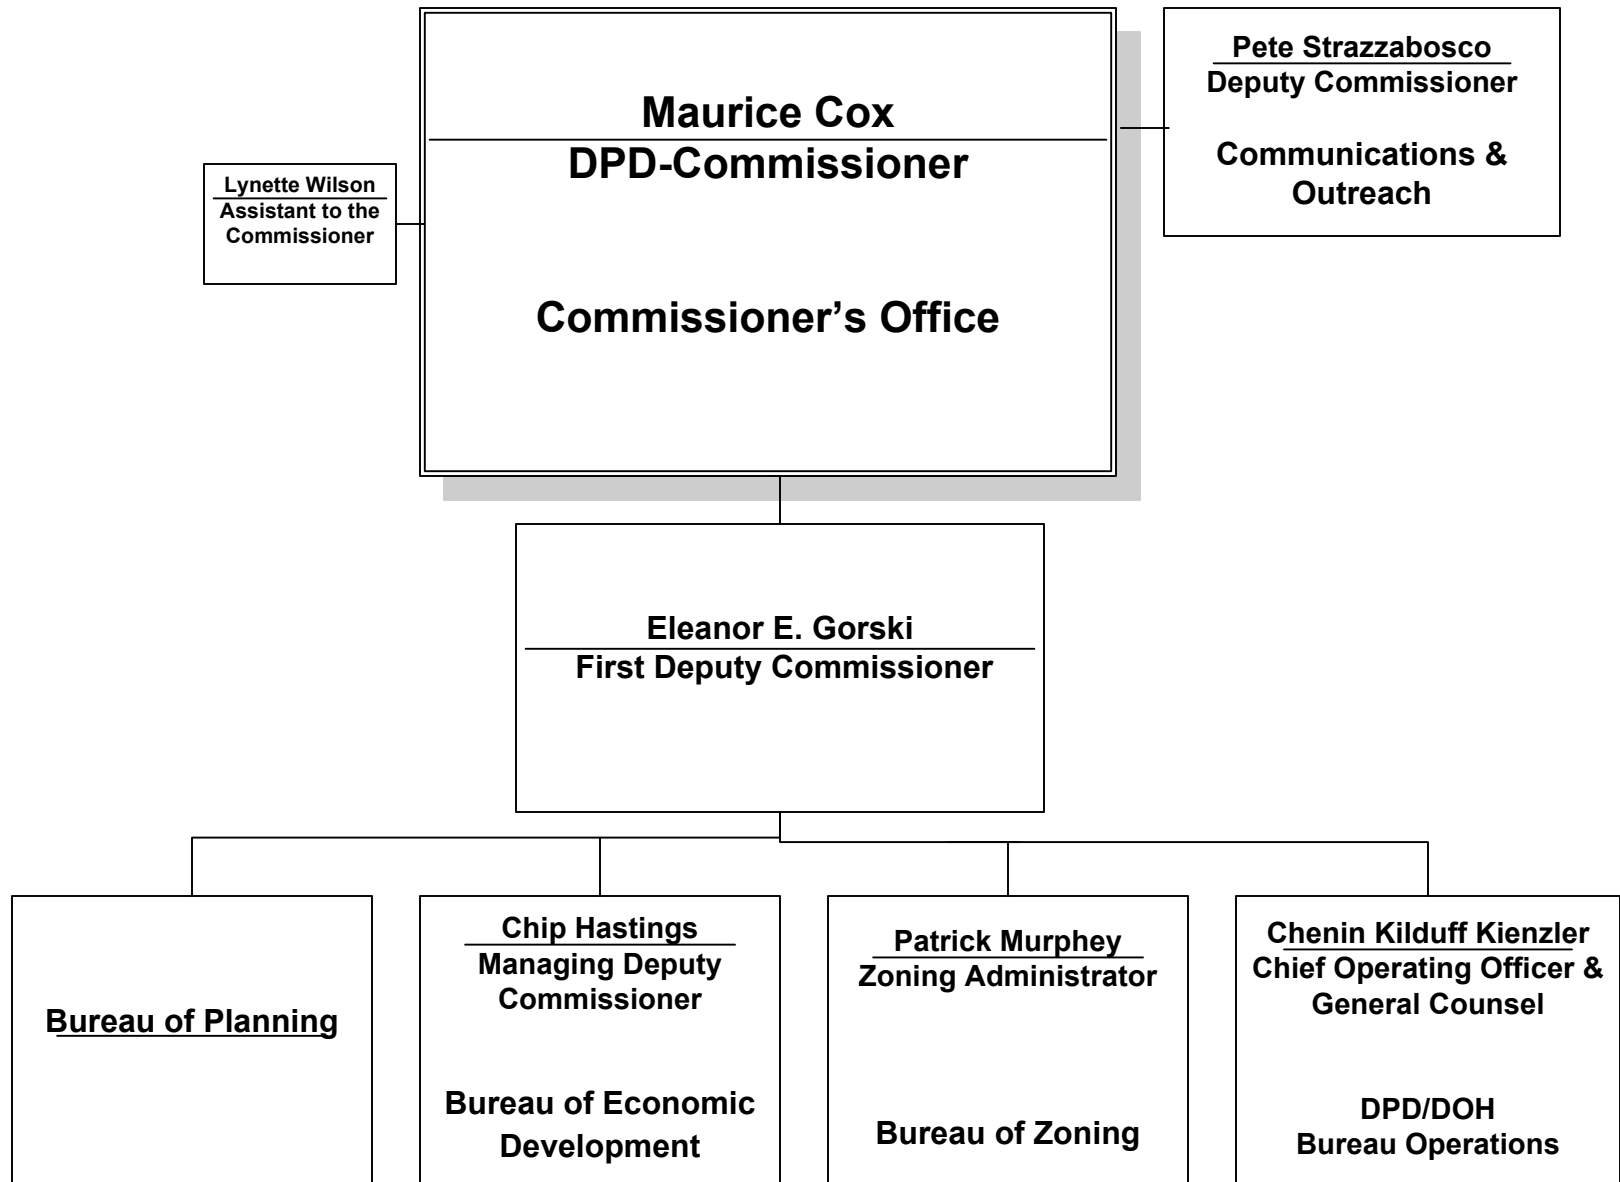 Maurice Cox
DPD-Commissioner
Commissioner’s Office
Pete Strazzabosco
Deputy Commissioner
Communications &
Outreach
Lynette Wilson
Assistant to the
Commissioner
Eleanor E. Gorski
First Deputy Commissioner
Bureau of Planning
Chip Hastings
Managing Deputy
Commissioner
Bureau of Economic
Development
Patrick Murphey
Zoning Administrator
Bureau of Zoning
Chenin Kilduff Kienzler
Chief Operating Officer &
General Counsel
DPD/DOH
Bureau Operations